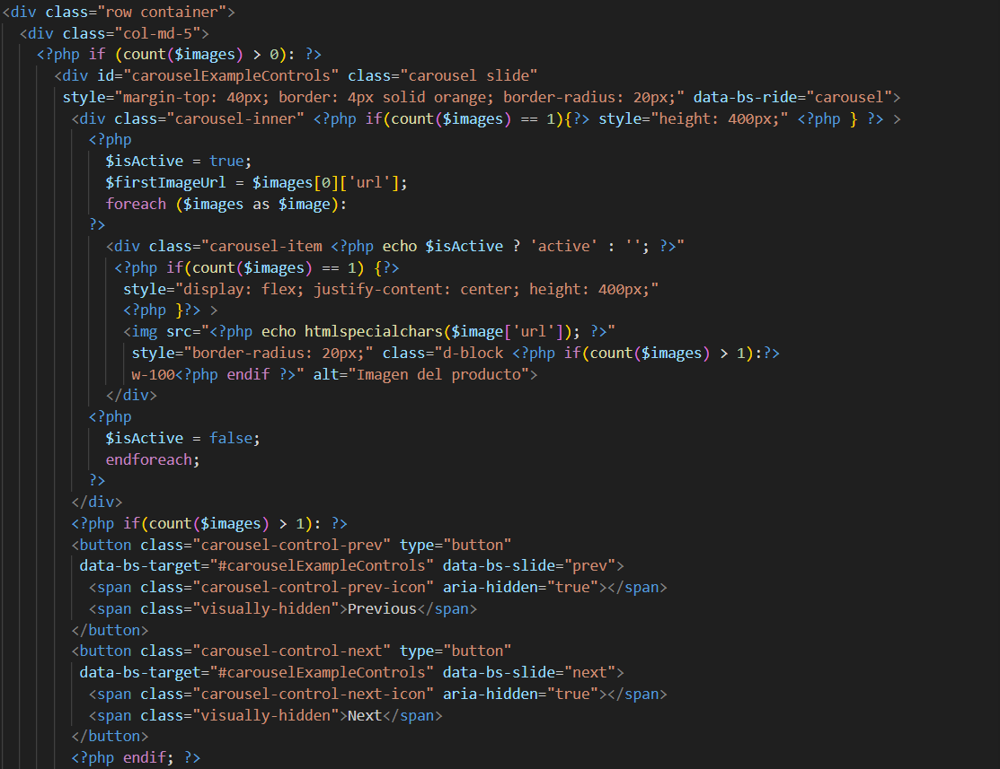 <div class="row container">
<div class="col-md-5">
<?php if (count($images) > 0): ?>
<div id="carouselExampleControls" class="carousel slide"
style="margin-top: 40px; border: 4px solid orange; border-radius: 20px;" data-bs-ride="carousel">
<div class="carousel-inner" <?php if(count($images) == 1){?> style="height: 400px;" <?php } ?> >
<?php
$isActive = true;
$firstImageUrl = $images[0]['url'];
foreach ($images as $image):
?>
<div class="carousel-item <?php echo $isActive ? 'active' : ''; ?>"
<?php if(count($images) == 1) {?>
style="display: flex; justify-content: center; height: 400px;"
<?php }?> >
<img src="<?php echo htmlspecialchars($image['url']); ?>"
style="border-radius: 20px;" class="d-block <?php if(count($images) > 1):?>
w-100<?php endif ?>" alt="Imagen del producto">
</div>
<?php
$isActive = false;
endforeach;
?>
</div>
<?php if(count($images) > 1): ?>
<button class="carousel-control-prev" type="button"
data-bs-target="#carouselExampleControls" data-bs-slide="prev">
<span class="carousel-control-prev-icon" aria-hidden="true"></span>
<span class="visually-hidden">Previous</span>
</button>
<button class="carousel-control-next" type="button"
data-bs-target="#carouselExampleControls" data-bs-slide="next">
<span class="carousel-control-next-icon" aria-hidden="true"></span>
<span class="visually-hidden">Next</span>
</button>
<?php endif; ?>